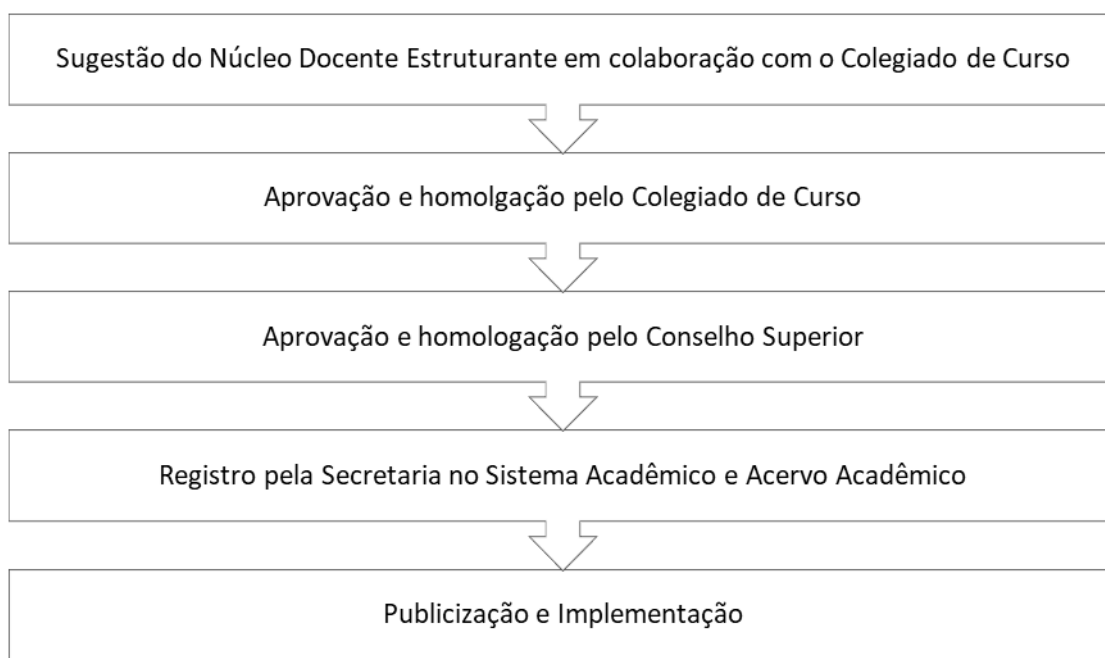 Sugestão do Núcleo Docente Estruturante em colaboração com o Colegiado de Curso
Aprovação e homolgação pelo Colegiado de Curso
Aprovação e homologação pelo Conselho Superior
Registro pela Secretaria no Sistema Acadêmico e Acervo Acadêmico
Publicização e Implementação